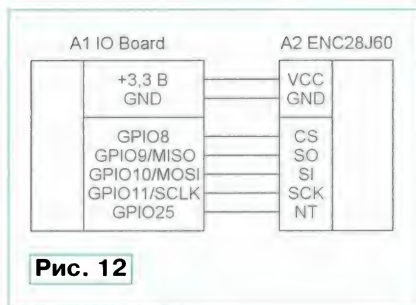 A1 IO Board A2 ENC28J60
+3,3 В VCC
GND GND
GPIO8 CS
GPIO9/MISO SO
GPIO10/MOSI SI
GPIO11/SCLK SCK
GPIO25 NT
Рис. 12